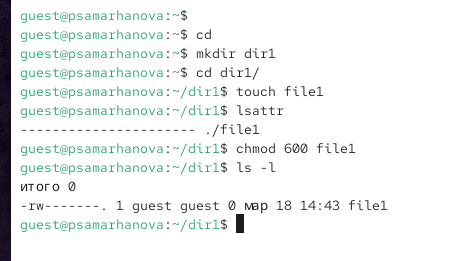 guest@psamarhanova:~$
guest@psamarhanova:~$ cd
guest@psamarhanova:~$ mkdir dir1
guest@psamarhanova:~$ cd dir1/
guest@psamarhanova:~/dir1$ touch file1
guest@psamarhanova:~/dir1$ lsattr
---------------------- ./file1
guest@psamarhanova:~/dir1$ chmod 600 file1
guest@psamarhanova:~/dir1$ ls -l
итого 0
-rw-------. 1 guest guest 0 мар 18 14:43 file1
guest@psamarhanova:~/dir1$